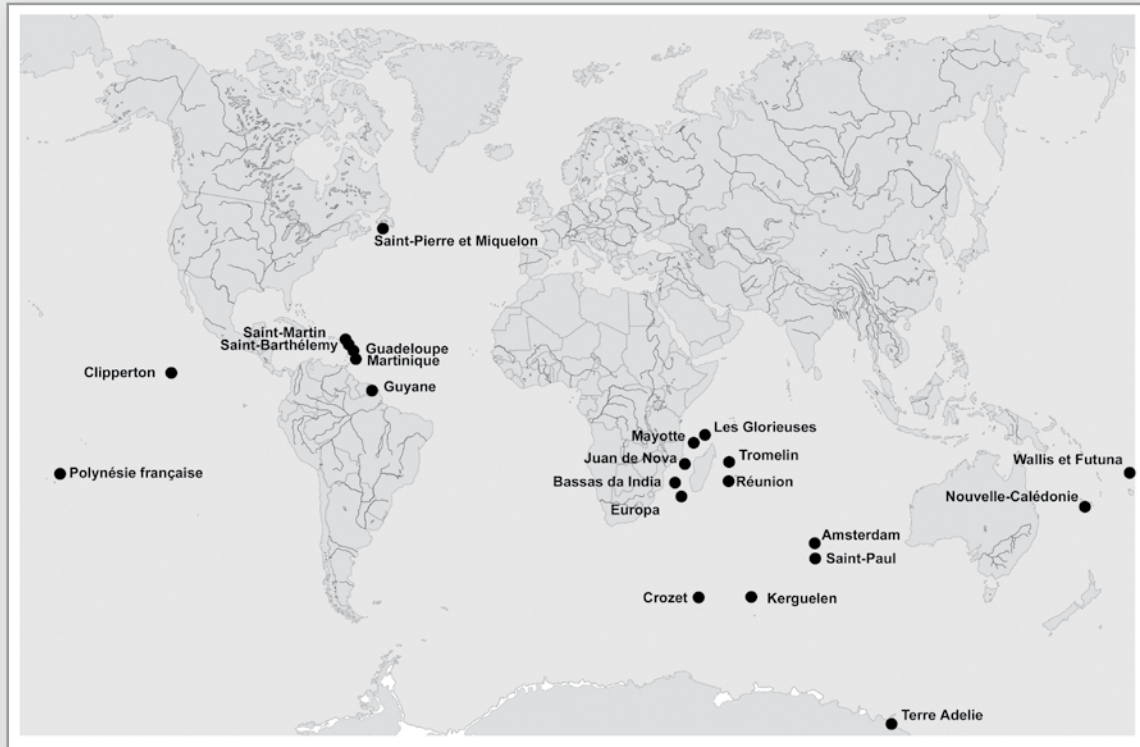 Saint-Pierre et Miquelon
Saint-Martin
Saint-Barthélemy
Guadeloupe
Martinique
Clipperton
Guyane
Les Glorieuses
Mayotte
Juan de Nova
Tromelin
Wallis et Futuna
Polynésie française
Bassas da India
Réunion
Nouvelle-Calédonie
Europa
Amsterdam
Saint-Paul
Crozet
Kerguelen
Terre Adelie